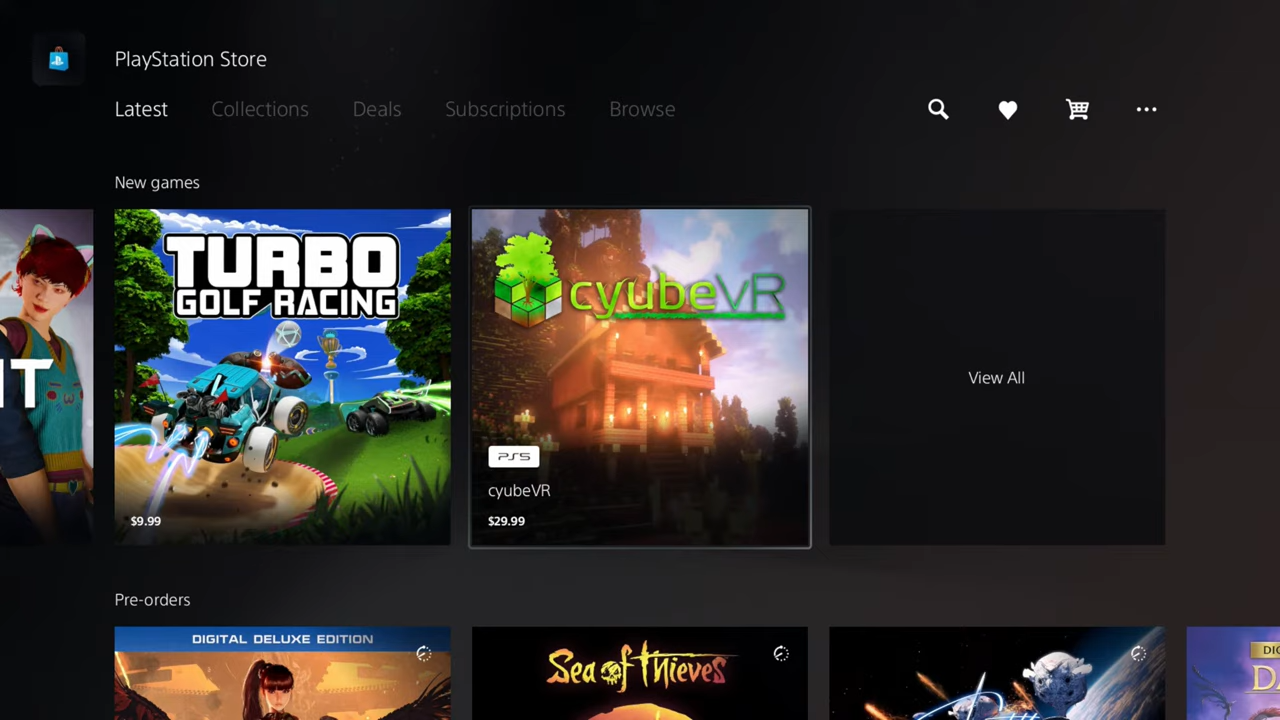 PlayStation Store
Latest Collections Deals Subscriptions Browse
New games
IT
TURBO
GOLF RACING
$9.99
cyubeVR
PS5
cyubeVR
$29.99
View All
Pre-orders
DIGITAL DELUXE EDITION
Sea of Thieves